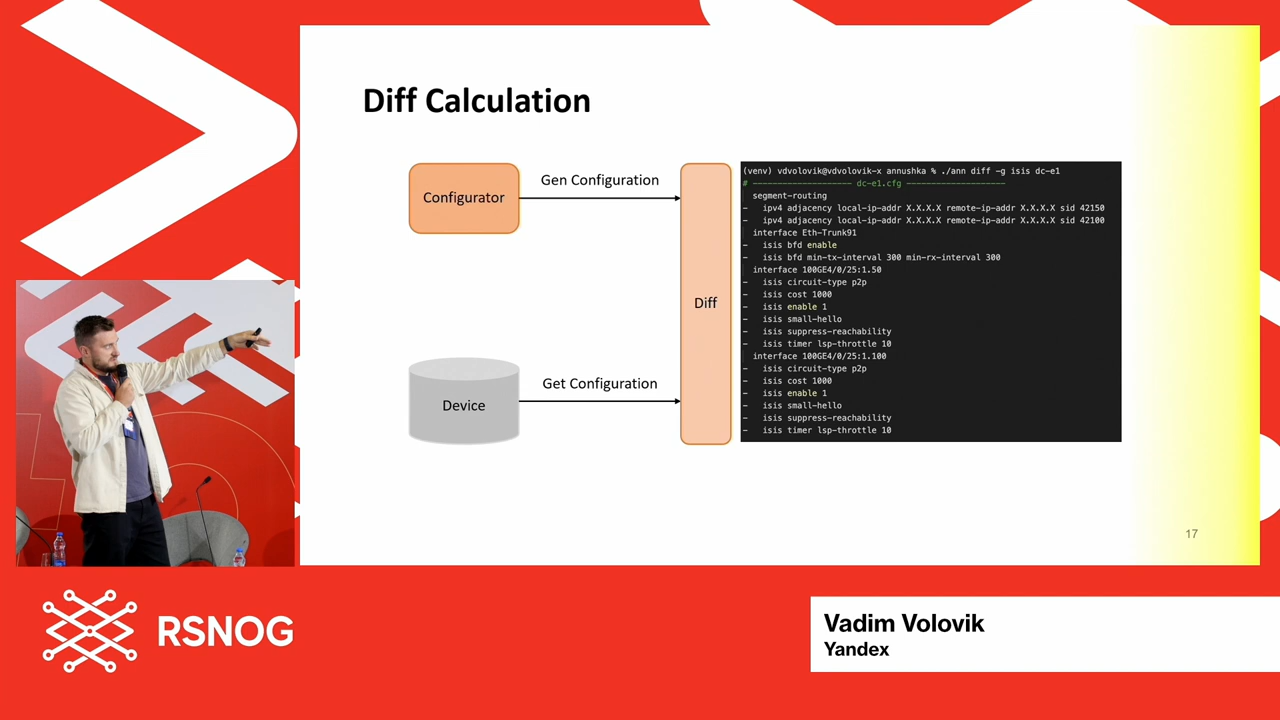 Diff Calculation
Configurator
Gen Configuration
Diff
Device
Get Configuration
(venv) vdvolovik@vdvolovik-x annushka % ./ann diff -g isis dc-e1
# -------------------- dc-e1.cfg --------------------
segment-routing
- ipv4 adjacency local-ip-addr X.X.X.X remote-ip-addr X.X.X.X sid 42150
- ipv4 adjacency local-ip-addr X.X.X.X remote-ip-addr X.X.X.X sid 42100
interface Eth-Trunk91
- isis bfd enable
- isis bfd min-tx-interval 300 min-rx-interval 300
interface 100GE4/0/25:1.50
- isis circuit-type p2p
- isis cost 1000
- isis enable 1
- isis small-hello
- isis suppress-reachability
- isis timer lsp-throttle 10
interface 100GE4/0/25:1.100
- isis circuit-type p2p
- isis cost 1000
- isis enable 1
- isis small-hello
- isis suppress-reachability
- isis timer lsp-throttle 10
17
RSNOG
Vadim Volovik
Yandex